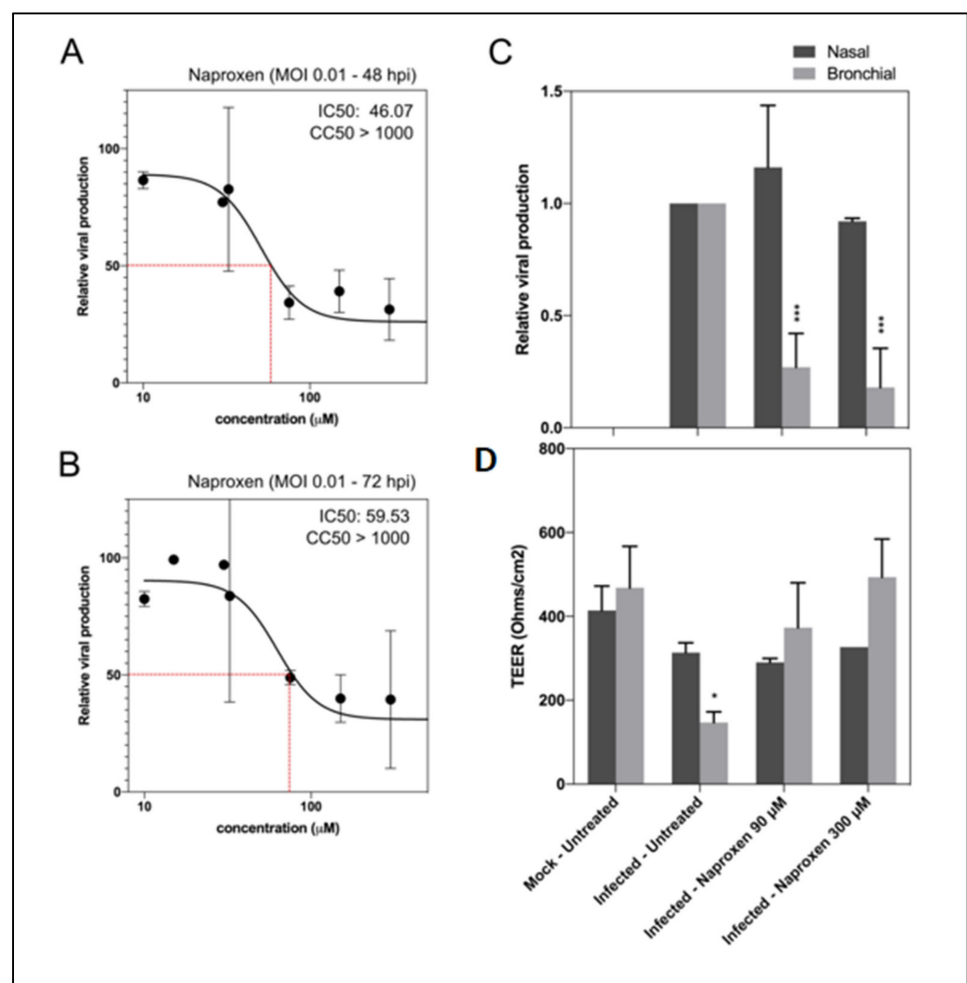 A
Naproxen (MOI 0.01 - 48 hpi)
IC50: 46.07
CC50 > 1000
Relative viral production
100
50
0
10
100
concentration (μM)
B
Naproxen (MOI 0.01 - 72 hpi)
IC50: 59.53
CC50 > 1000
Relative viral production
100
50
0
10
100
concentration (μM)
C
Nasal
Bronchial
Relative viral production
1.5
1.0
0.5
0.0
***
***
D
TEER (Ohms/cm2)
800
600
400
200
0
*
Mock - Untreated
Infected - Untreated
Infected - Naproxen 90 μM
Infected - Naproxen 300 μM